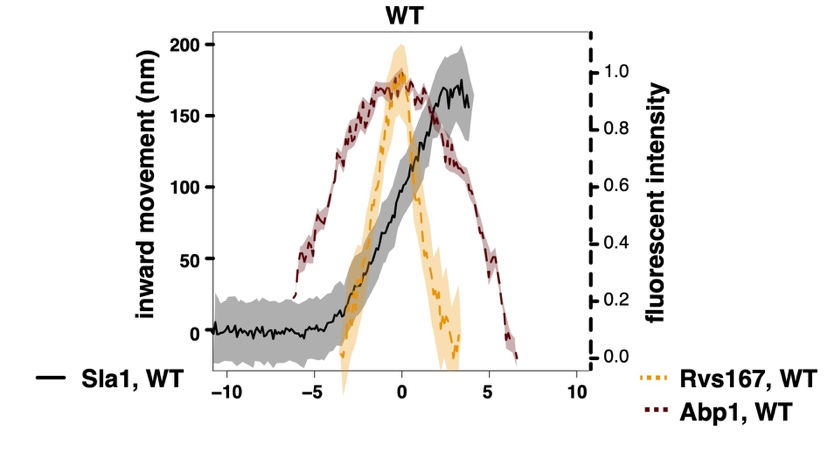 WT
200
150
100
50
0
inward movement (nm)
1.0
0.8
0.6
0.4
0.2
0.0
fluorescent intensity
−10 −5 0 5 10
Sla1, WT
Rvs167, WT
Abp1, WT